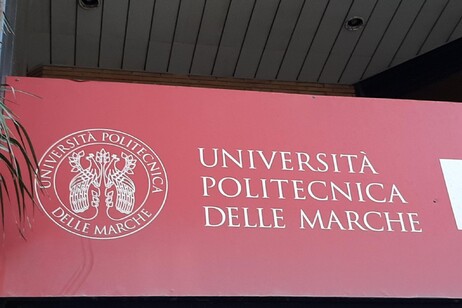 UNIVERSITÀ POLITECNICA
DELLE MARCHE
UNIVERSITÀ
POLITECNICA
DELLE MARCHE